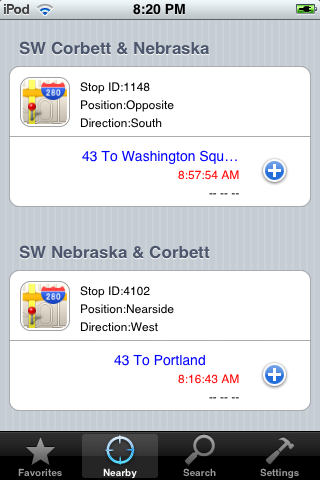 iPod 8:20 PM
SW Corbett & Nebraska
280
Stop ID:1148
Position:Opposite
Direction:South
43 To Washington Squ...
8:57:54 AM
-- -- --
SW Nebraska & Corbett
280
Stop ID:4102
Position:Nearside
Direction:West
43 To Portland
8:16:43 AM
-- -- --
Favorites Nearby Search Settings